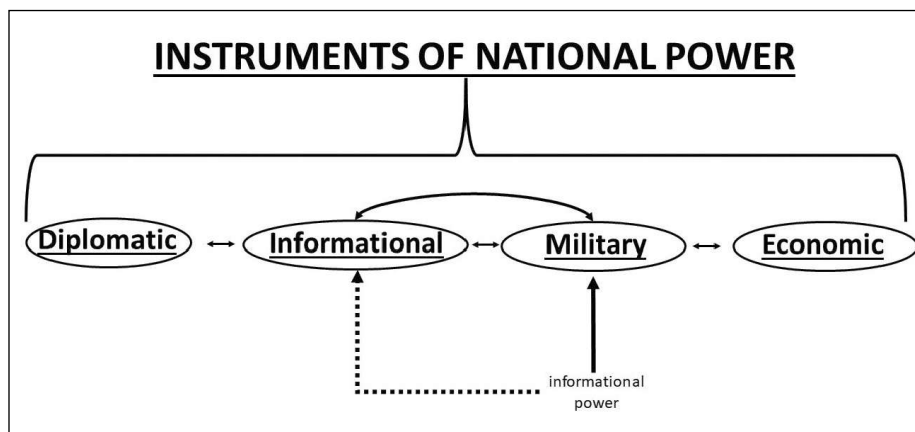 INSTRUMENTS OF NATIONAL POWER
Diplomatic
Informational
Military
Economic
informational
power